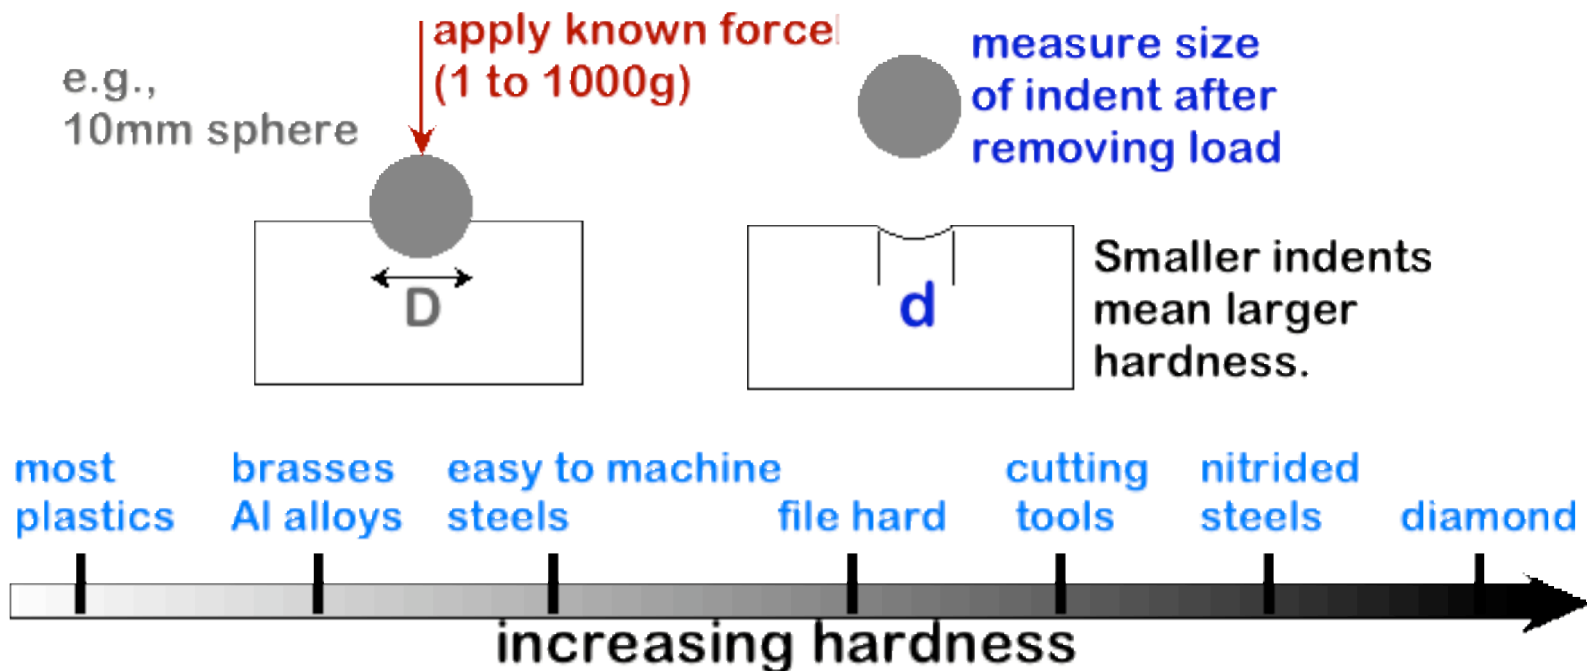 e.g.,
10mm sphere
apply known force
(1 to 1000g)
D
measure size
of indent after
removing load
d
Smaller indents
mean larger
hardness.
most
plastics
brasses
Al alloys
easy to machine
steels
file hard
cutting
tools
nitrided
steels
diamond
increasing hardness